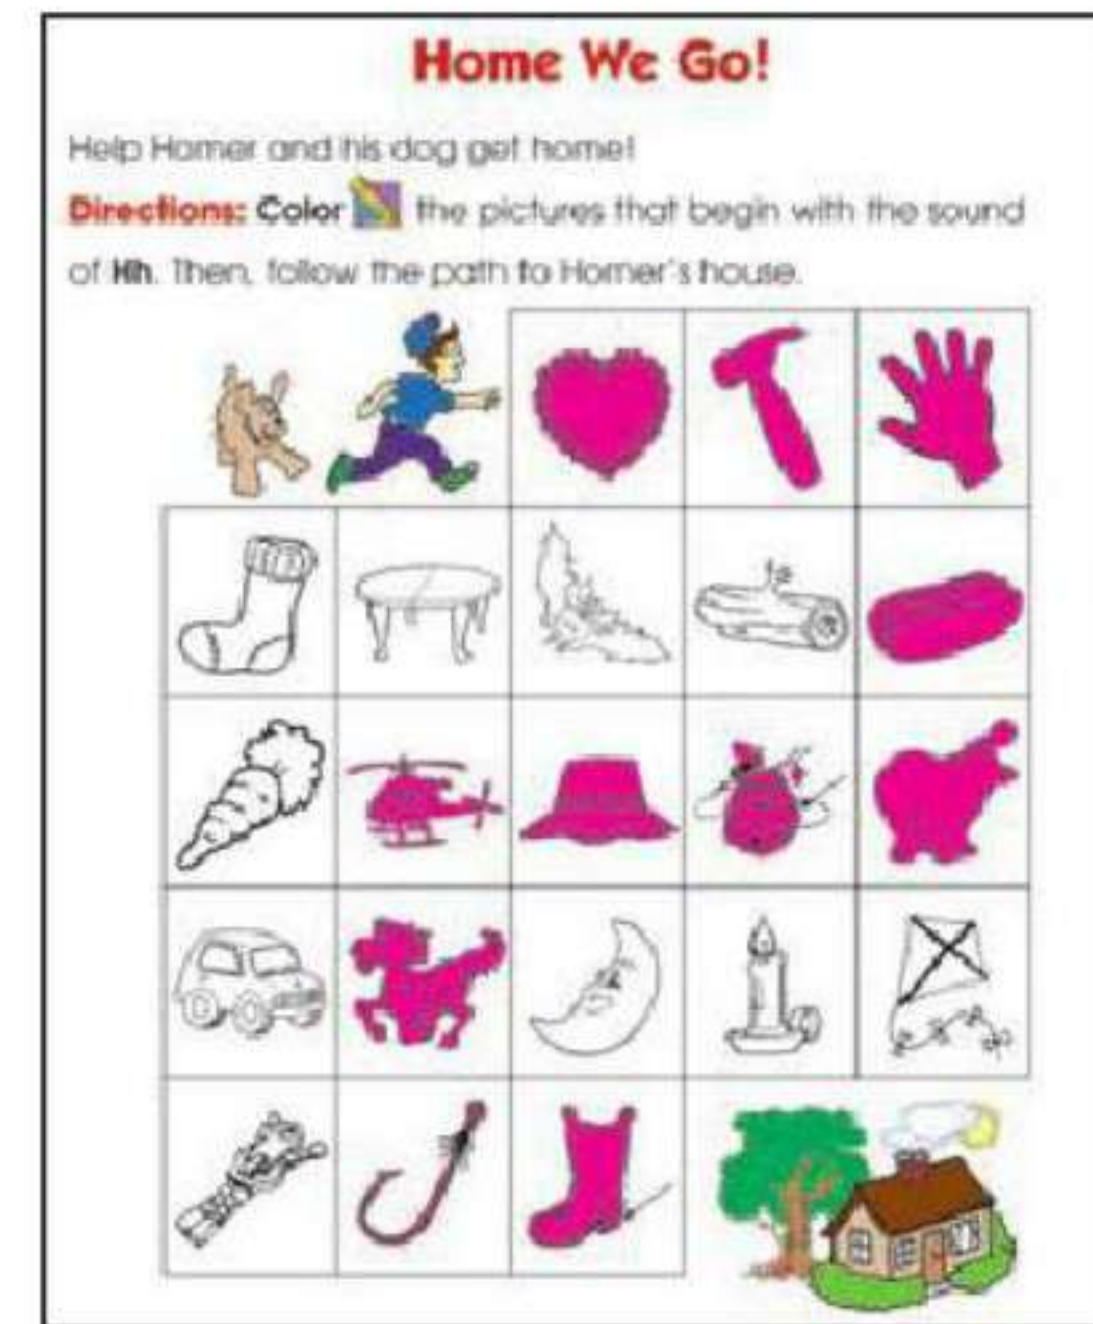 Home We Go!
Help Homer and his dog get home!
Directions: Color the pictures that begin with the sound
of Hh. Then, follow the path to Homer's house.